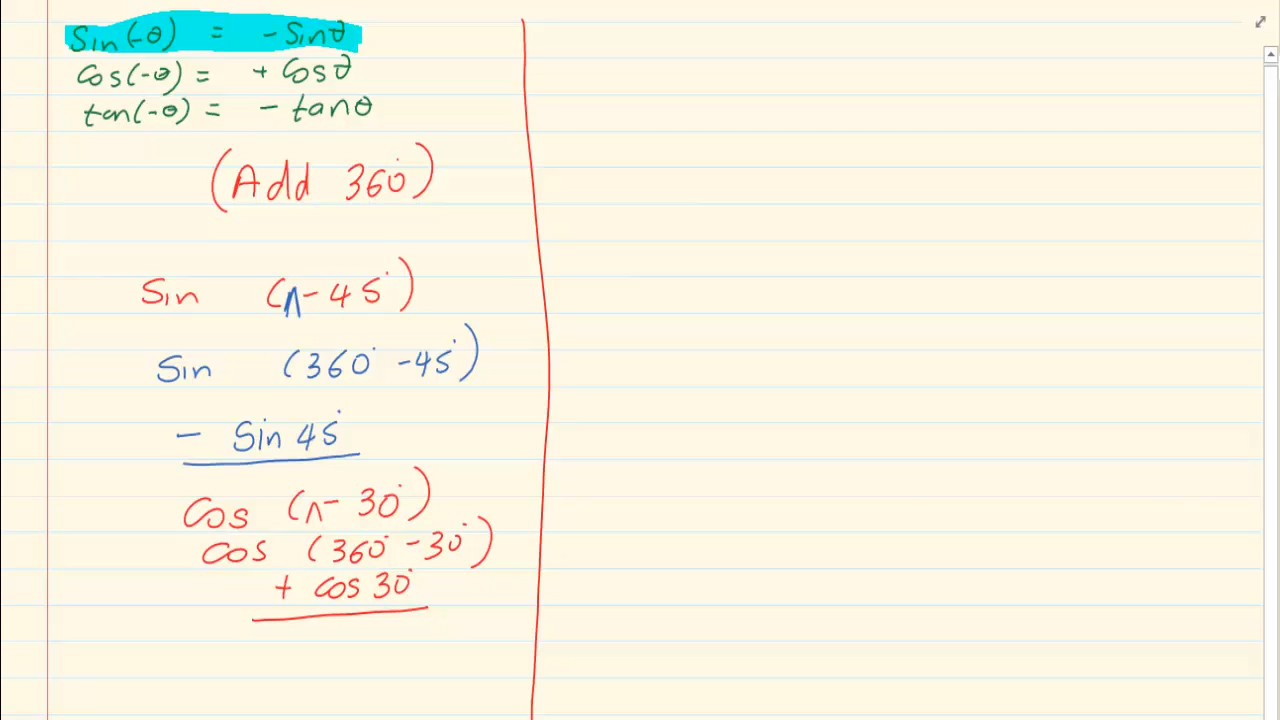 Sin(-θ) = - Sinθ
Cos(-θ) = + Cosθ
tan(-θ) = - tanθ
(Add 360°)
Sin (^-45°)
Sin (360° -45°)
- Sin 45°
Cos (^- 30°)
Cos (360° -30°)
+ Cos 30°